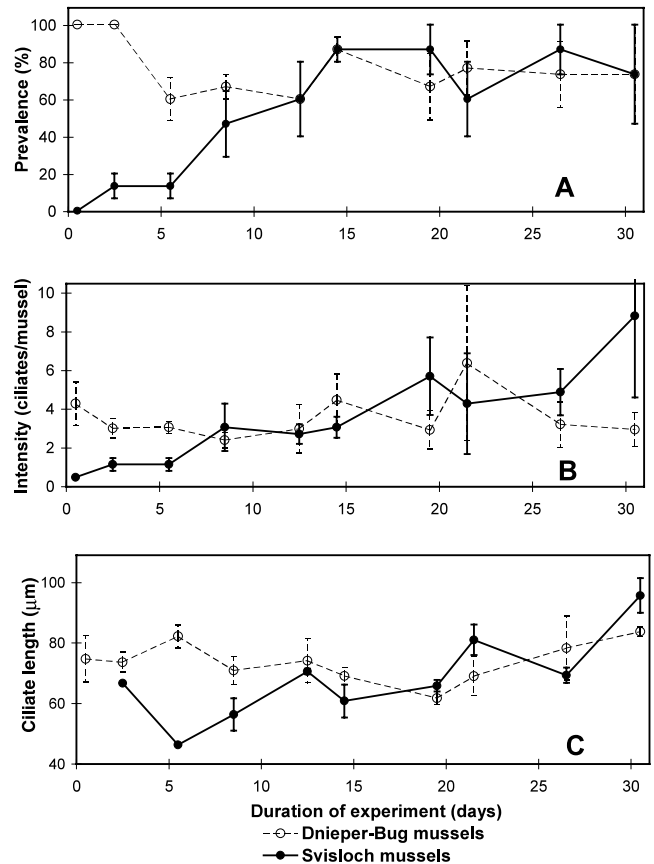 100
80
60
40
20
0
Prevalence (%)
A
0 5 10 15 20 25 30
10
8
6
4
2
0
Intensity (ciliates/mussel)
B
0 5 10 15 20 25 30
100
80
60
40
Ciliate length (µm)
C
0 5 10 15 20 25 30
Duration of experiment (days)
Dnieper-Bug mussels
Svisloch mussels